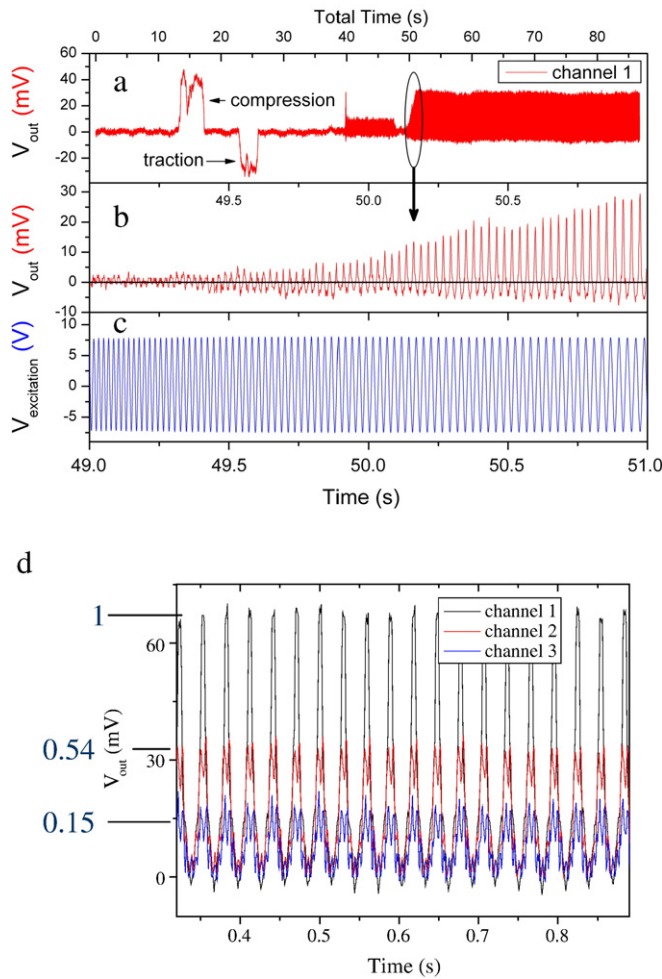 Total Time (s)
0 10 20 30 40 50 60 70 80
60
40
20
0
-20
V_out (mV)
a
compression
traction
channel 1
49.5 50.0 50.5
30
20
10
0
-10
V_out (mV)
b
10
5
0
-5
V_excitation (V)
c
49.0 49.5 50.0 50.5 51.0
Time (s)
d
1
0.54
0.15
60
30
0
V_out (mV)
channel 1
channel 2
channel 3
0.4 0.5 0.6 0.7 0.8
Time (s)